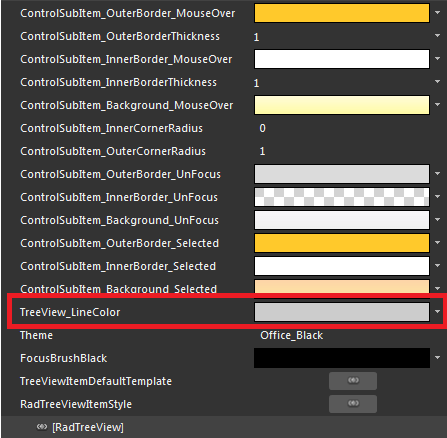 ControlSubItem_OuterBorder_MouseOver
ControlSubItem_OuterBorderThickness 1
ControlSubItem_InnerBorder_MouseOver
ControlSubItem_InnerBorderThickness 1
ControlSubItem_Background_MouseOver
ControlSubItem_InnerCornerRadius 0
ControlSubItem_OuterCornerRadius 1
ControlSubItem_OuterBorder_UnFocus
ControlSubItem_InnerBorder_UnFocus
ControlSubItem_Background_UnFocus
ControlSubItem_OuterBorder_Selected
ControlSubItem_InnerBorder_Selected
ControlSubItem_Background_Selected
TreeView_LineColor
Theme Office_Black
FocusBrushBlack
TreeViewItemDefaultTemplate
RadTreeViewItemStyle
[RadTreeView]